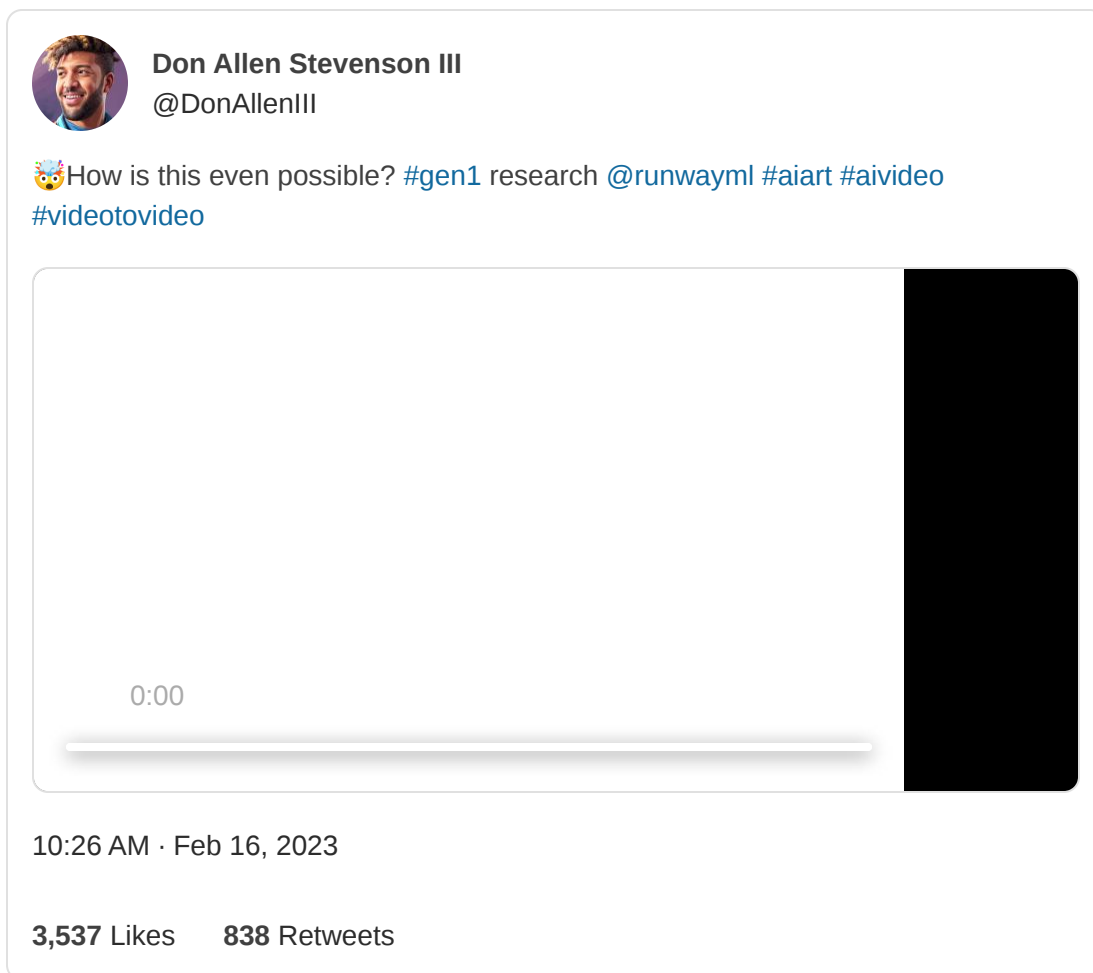 Don Allen Stevenson III
@DonAllenIII
🤯How is this even possible? #gen1 research @runwayml #aiart #aivideo
#videotovideo
0:00
10:26 AM · Feb 16, 2023
3,537 Likes 838 Retweets